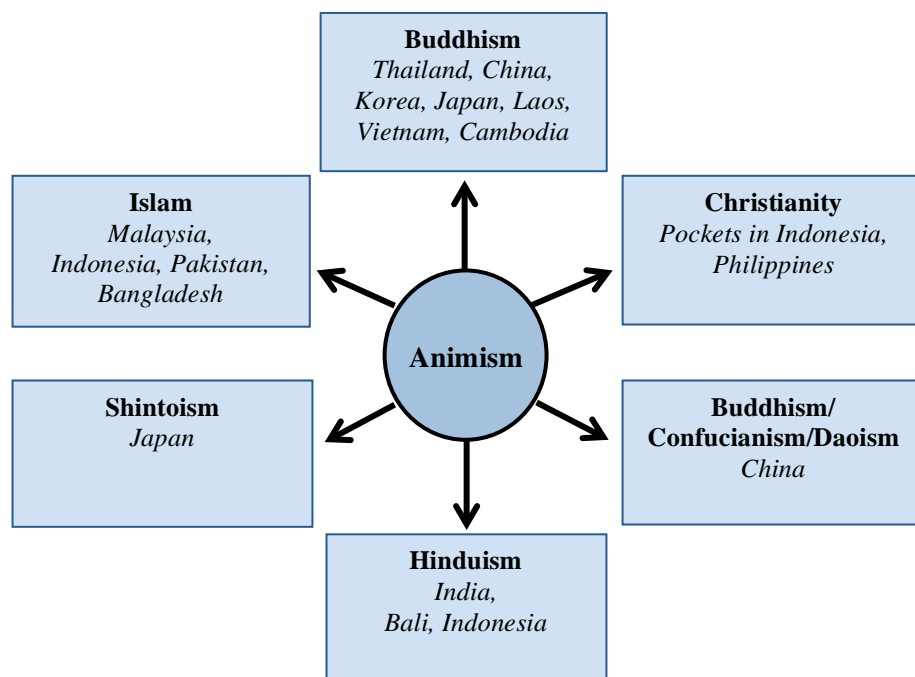 Buddhism
Thailand, China,
Korea, Japan, Laos,
Vietnam, Cambodia
Islam
Malaysia,
Indonesia, Pakistan,
Bangladesh
Christianity
Pockets in Indonesia,
Philippines
Animism
Shintoism
Japan
Buddhism/
Confucianism/Daoism
China
Hinduism
India,
Bali, Indonesia